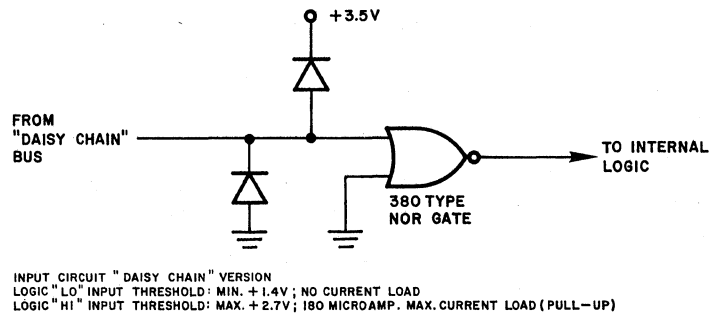 +3.5V
FROM
"DAISY CHAIN"
BUS
TO INTERNAL
LOGIC
380 TYPE
NOR GATE
INPUT CIRCUIT "DAISY CHAIN" VERSION
LOGIC "LO" INPUT THRESHOLD: MIN. +1.4V; NO CURRENT LOAD
LOGIC "HI" INPUT THRESHOLD: MAX. +2.7V; 180 MICROAMP. MAX. CURRENT LOAD (PULL-UP)